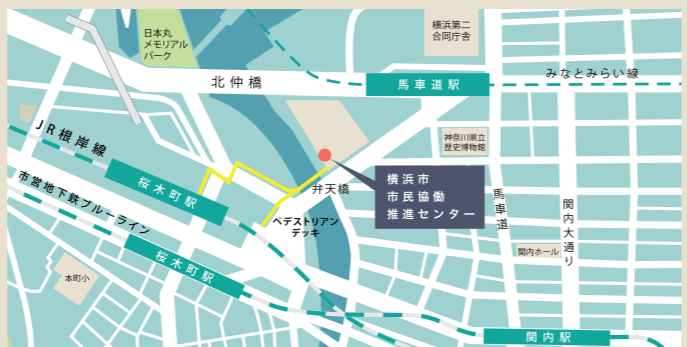 日本丸
メモリアル
パーク
横浜第二
合同庁舎
北仲橋
馬車道駅
みなとみらい線
JR根岸線
神奈川県立
歴史博物館
桜木町駅
横浜市
市民協働
推進センター
弁天橋
市営地下鉄ブルーライン
馬車道
関内大通り
ペデストリアン
デッキ
桜木町駅
関内ホール
本町小
関内駅